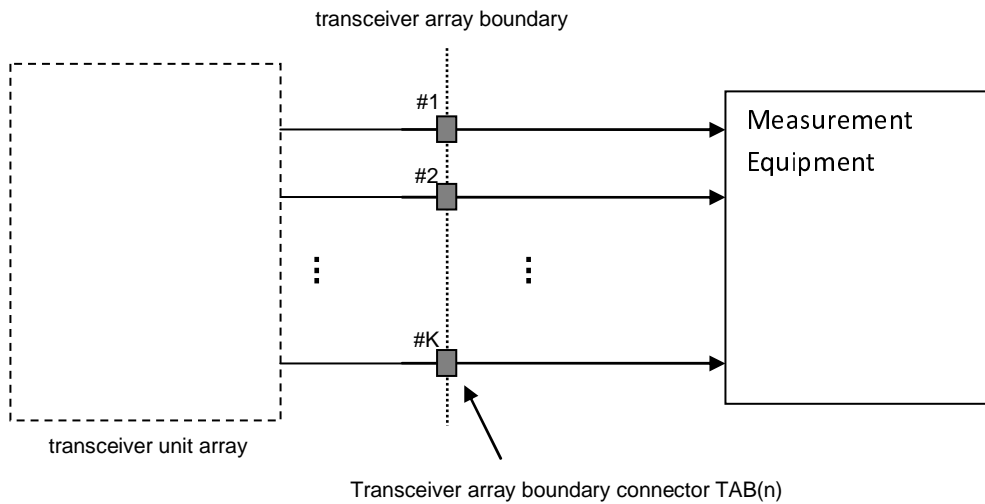 transceiver array boundary
#1
Measurement
Equipment
#2
#K
transceiver unit array
Transceiver array boundary connector TAB(n)